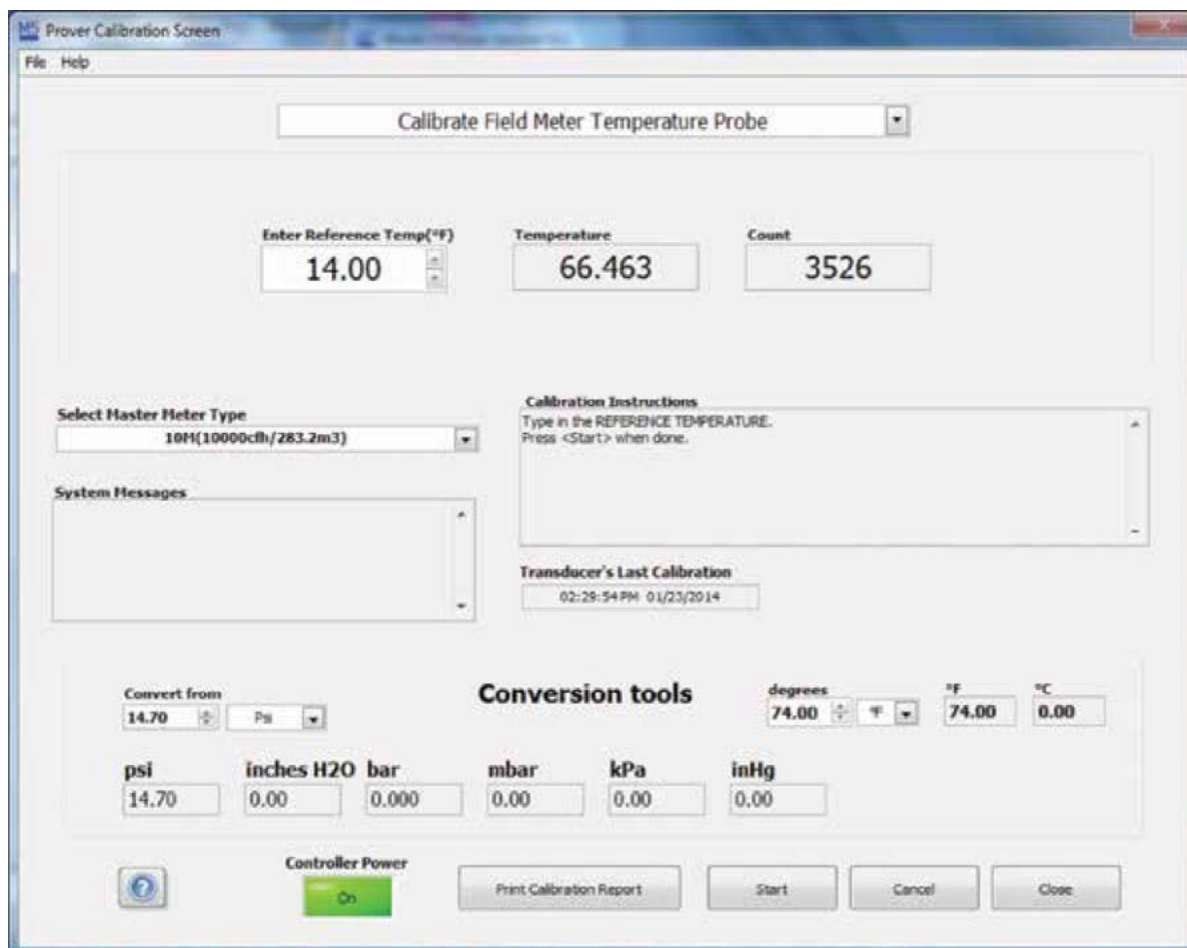 Prover Calibration Screen
File Help
Calibrate Field Meter Temperature Probe
Enter Reference Temp(°F) Temperature Count
14.00 66.463 3526
Select Master Meter Type
10M(10000cfh/283.2m3)
Calibration Instructions
Type in the REFERENCE TEMPERATURE.
Press <Start> when done.
System Messages
Transducer's Last Calibration
02:29:54 PM 01/23/2014
Convert from Conversion tools degrees °F °C
14.70 Psi 74.00 °F 74.00 0.00
psi inches H2O bar mbar kPa inHg
14.70 0.00 0.000 0.00 0.00 0.00
Controller Power
On
Print Calibration Report Start Cancel Close